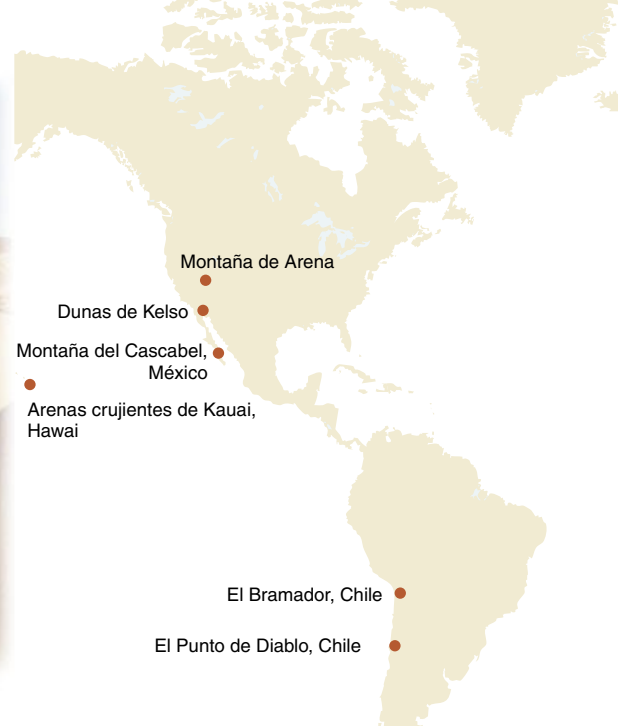 Montaña de Arena
Dunas de Kelso
Montaña del Cascabel,
México
Arenas crujientes de Kauai,
Hawai
El Bramador, Chile
El Punto de Diablo, Chile